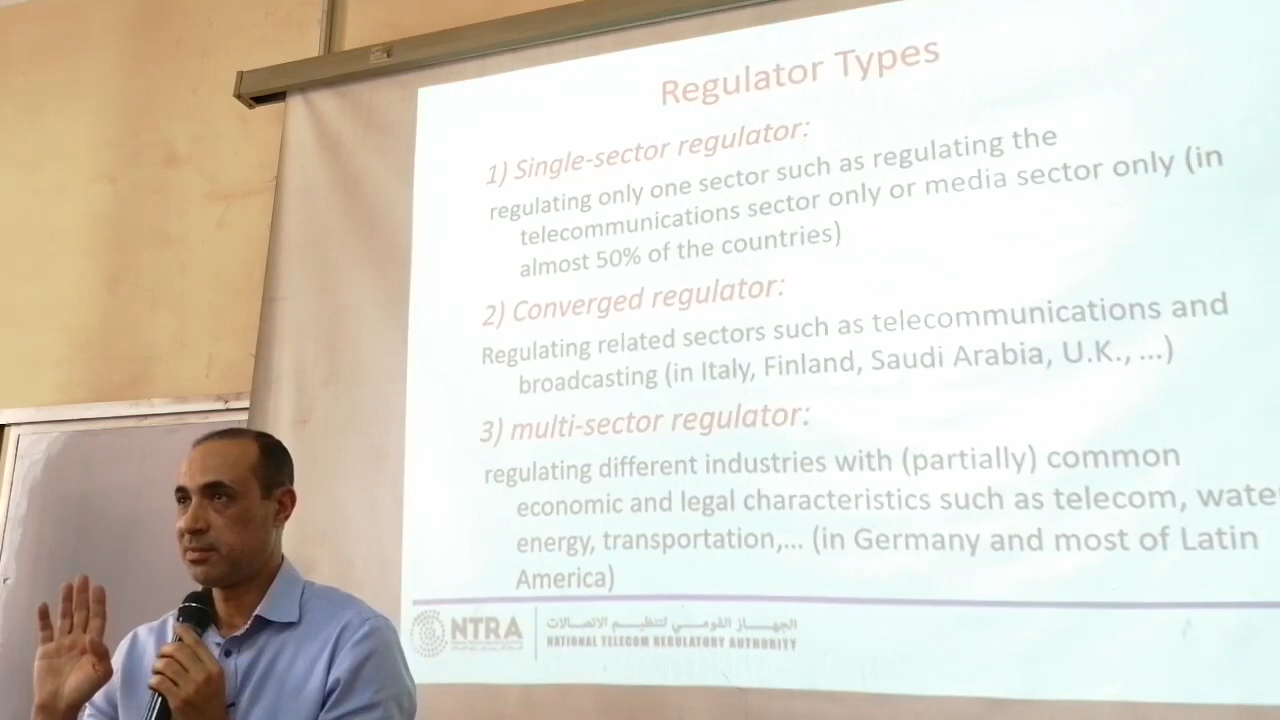 Regulator Types
1) Single-sector regulator:
regulating only one sector such as regulating the
telecommunications sector only or media sector only (in
almost 50% of the countries)
2) Converged regulator:
Regulating related sectors such as telecommunications and
broadcasting (in Italy, Finland, Saudi Arabia, U.K., ...)
3) multi-sector regulator:
regulating different industries with (partially) common
economic and legal characteristics such as telecom, wate
energy, transportation,... (in Germany and most of Latin
America)
NTRA
الجهاز القومي لتنظيم الاتصالات
NATIONAL TELECOM REGULATORY AUTHORITY